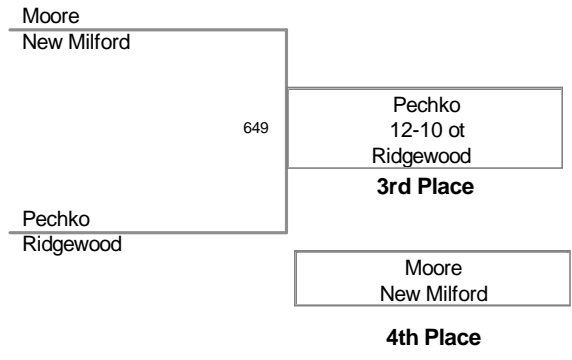 Moore
New Milford
649
Pechko
12-10 ot
Ridgewood
3rd Place
Pechko
Ridgewood
Moore
New Milford
4th Place